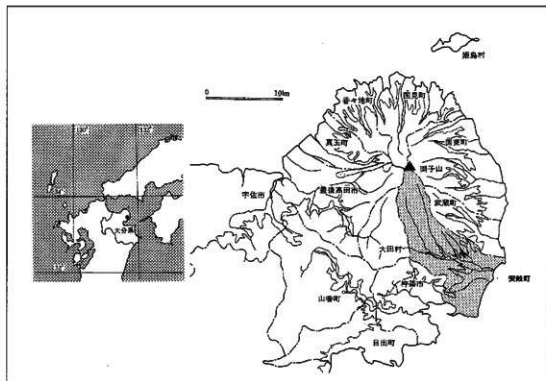 姫島村
0 10km
国見町
香々地町
国東町
真玉町
両子山
豊後高田市
宇佐市
武蔵町
大分県
大田村
安岐町
杵築市
山香町
日出町